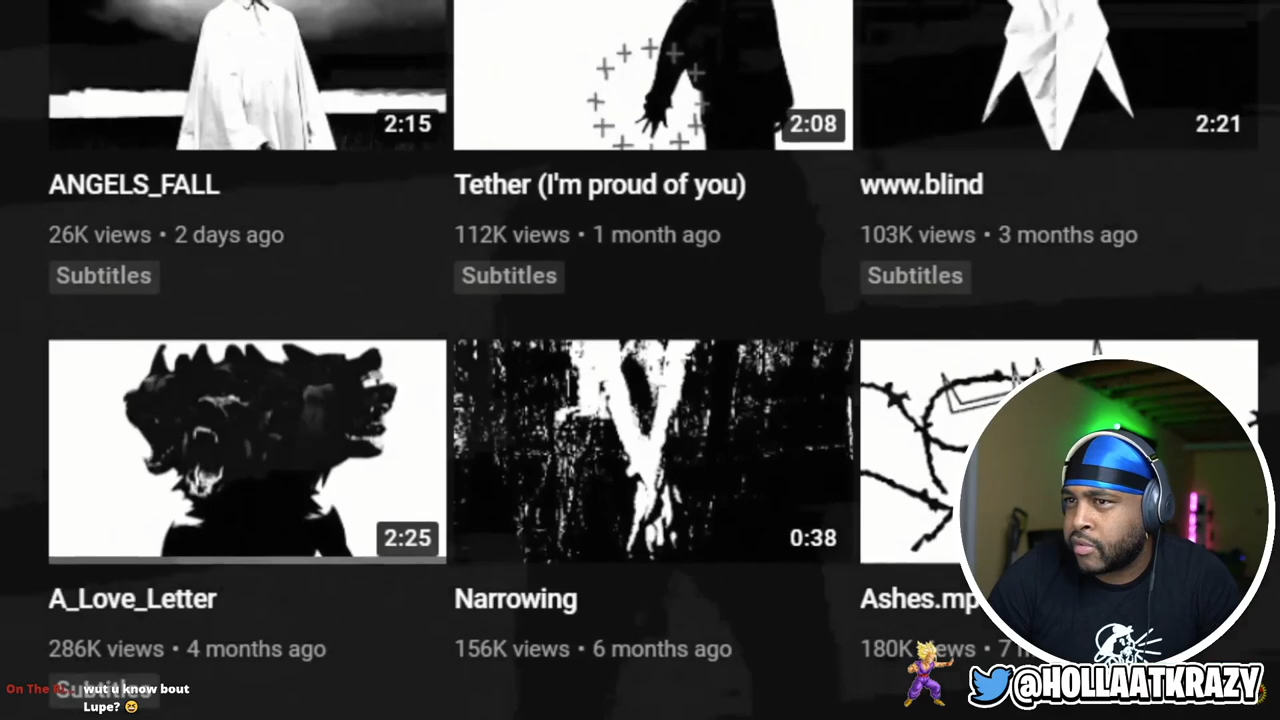 2:15
2:08
2:21
ANGELS_FALL
Tether (I'm proud of you)
www.blind
26K views • 2 days ago
112K views • 1 month ago
103K views • 3 months ago
Subtitles
Subtitles
Subtitles
2:25
0:38
A_Love_Letter
Narrowing
Ashes.mp
286K views • 4 months ago
156K views • 6 months ago
180K views • 7
Subtitles
On The
wut u know bout
Lupe? 😆
@HOLLAATKRAZY